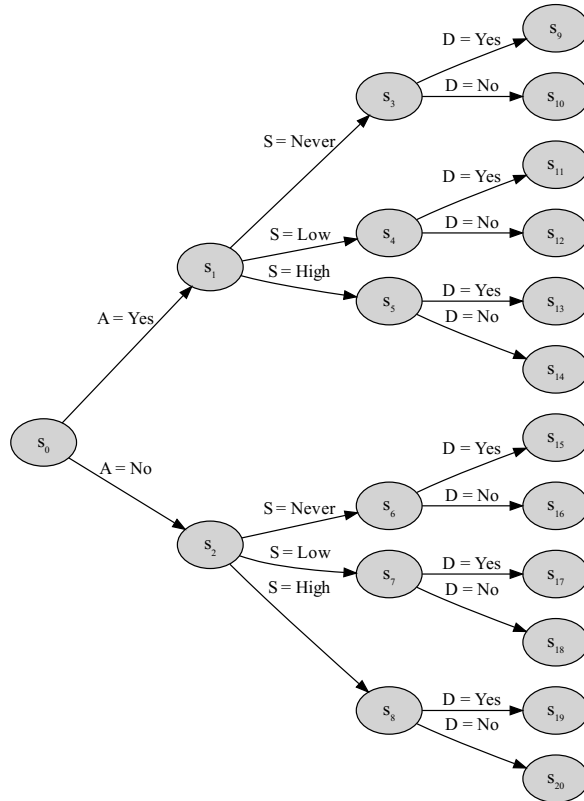 D = Yes
s₉
s₃
D = No
s₁₀
S = Never
D = Yes
s₁₁
S = Low
s₄
D = No
s₁₂
s₁
S = High
s₅
D = Yes
s₁₃
D = No
A = Yes
s₁₄
s₀
A = No
D = Yes
s₁₅
S = Never
s₆
D = No
s₁₆
s₂
S = Low
s₇
D = Yes
s₁₇
S = High
D = No
s₁₈
s₈
D = Yes
s₁₉
D = No
s₂₀